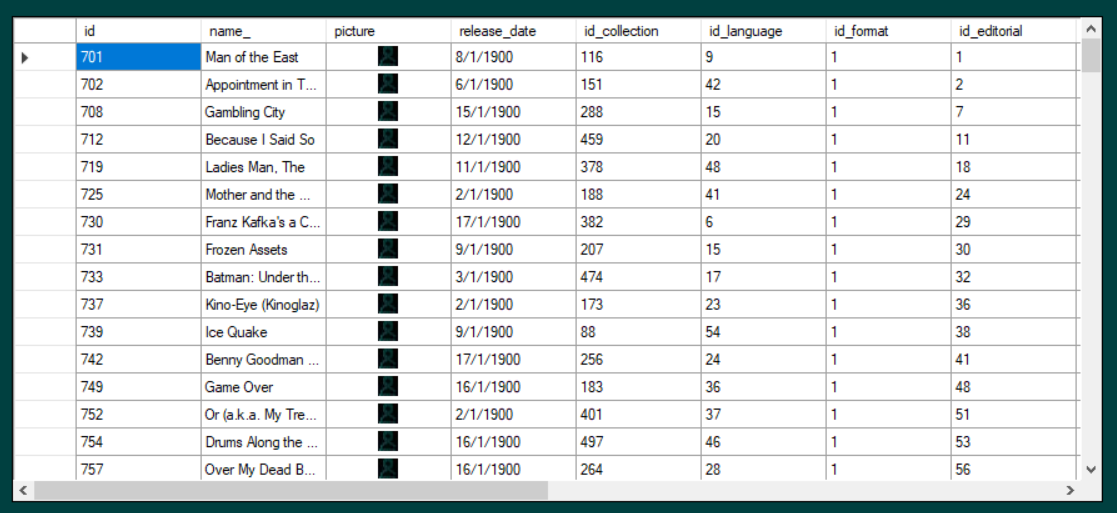 id name_ picture release_date id_collection id_language id_format id_editorial
701 Man of the East 8/1/1900 116 9 1 1
702 Appointment in T... 6/1/1900 151 42 1 2
708 Gambling City 15/1/1900 288 15 1 7
712 Because I Said So 12/1/1900 459 20 1 11
719 Ladies Man, The 11/1/1900 378 48 1 18
725 Mother and the ... 2/1/1900 188 41 1 24
730 Franz Kafka's a C... 17/1/1900 382 6 1 29
731 Frozen Assets 9/1/1900 207 15 1 30
733 Batman: Under th... 3/1/1900 474 17 1 32
737 Kino-Eye (Kinoglaz) 2/1/1900 173 23 1 36
739 Ice Quake 9/1/1900 88 54 1 38
742 Benny Goodman ... 17/1/1900 256 24 1 41
749 Game Over 16/1/1900 183 36 1 48
752 Or (a.k.a. My Tre... 2/1/1900 401 37 1 51
754 Drums Along the ... 16/1/1900 497 46 1 53
757 Over My Dead B... 16/1/1900 264 28 1 56